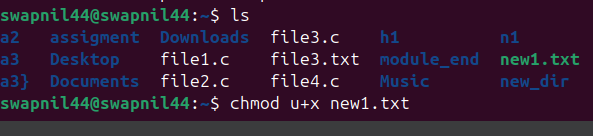 swapnil44@swapnil44:~$ ls
a2 assigment Downloads file3.c h1 n1
a3 Desktop file1.c file3.txt module_end new1.txt
a3} Documents file2.c file4.c Music new_dir
swapnil44@swapnil44:~$ chmod u+x new1.txt